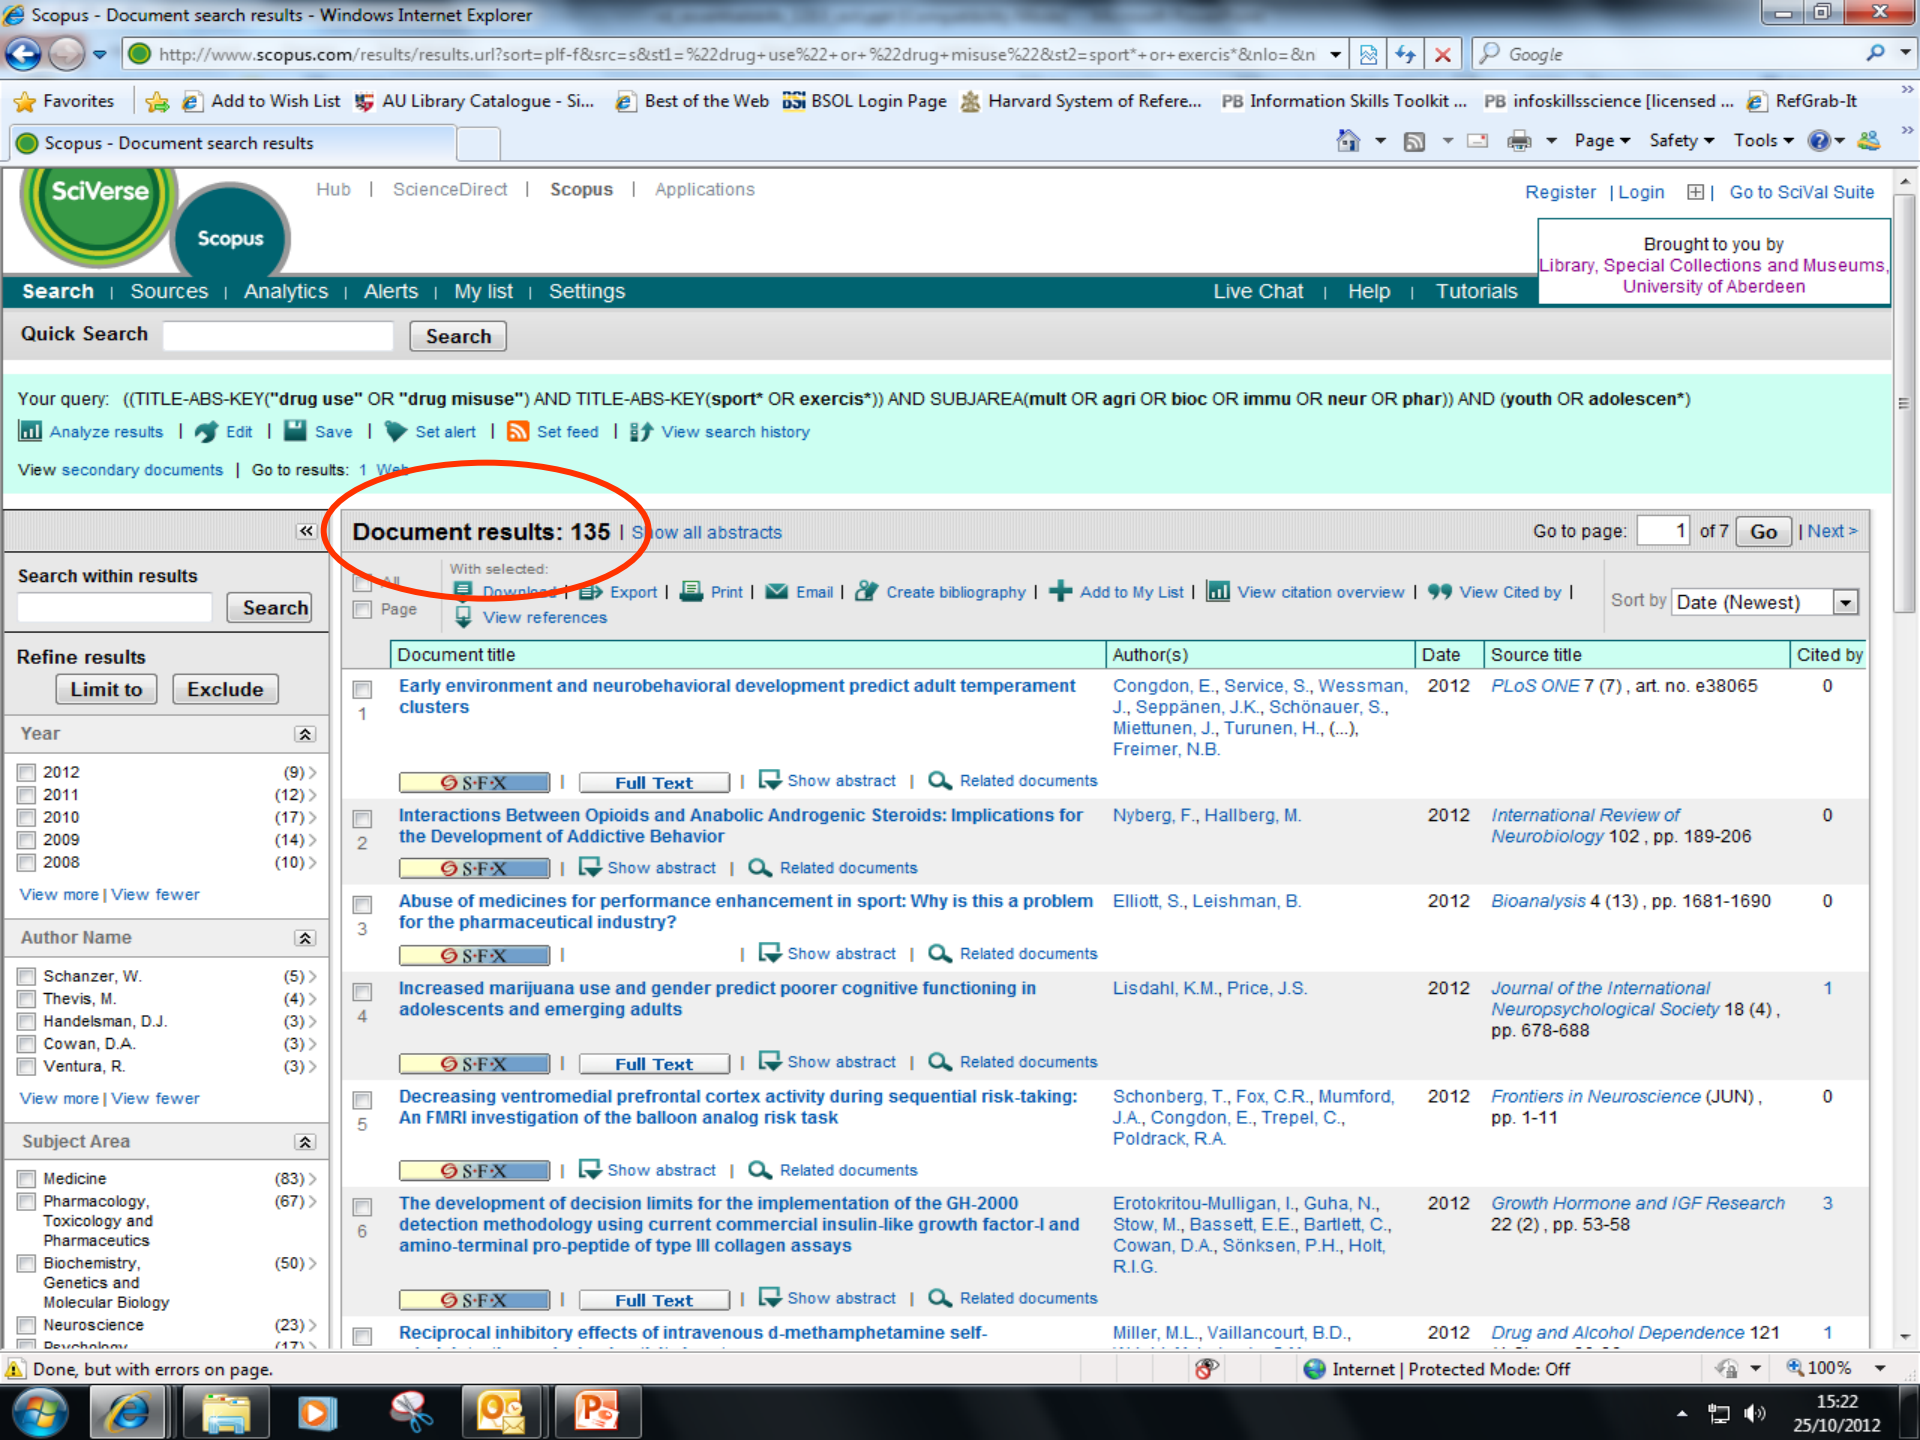 Scopus - Document search results - Windows Internet Explorer
http://www.scopus.com/results/results.url?sort=plf-f&src=s&st1=%22drug+use%22+or+%22drug+misuse%22&st2=sport*+or+exercis*&nlo=&n
Google
Favorites
Add to Wish List
AU Library Catalogue - Si...
Best of the Web
BSI BSOL Login Page
Harvard System of Refere...
PB Information Skills Toolkit ...
PB infoskillsscience [licensed ...
RefGrab-It
Scopus - Document search results
Page
Safety
Tools
SciVerse
Scopus
Hub | ScienceDirect | Scopus | Applications
Register | Login | Go to SciVal Suite
Brought to you by
Library, Special Collections and Museums,
University of Aberdeen
Search | Sources | Analytics | Alerts | My list | Settings
Live Chat | Help | Tutorials
Quick Search
Search
Your query: ((TITLE-ABS-KEY("drug use" OR "drug misuse") AND TITLE-ABS-KEY(sport* OR exercis*)) AND SUBJAREA(mult OR agri OR bioc OR immu OR neur OR phar)) AND (youth OR adolescen*)
Analyze results | Edit | Save | Set alert | Set feed | View search history
View secondary documents | Go to results: 1 Web
Document results: 135 | Show all abstracts
Go to page: 1 of 7 Go | Next >
Search within results
Search
Refine results
Limit to
Exclude
Year
2012 (9) >
2011 (12) >
2010 (17) >
2009 (14) >
2008 (10) >
View more | View fewer
Author Name
Schanzer, W. (5) >
Thevis, M. (4) >
Handelsman, D.J. (3) >
Cowan, D.A. (3) >
Ventura, R. (3) >
View more | View fewer
Subject Area
Medicine (83) >
Pharmacology, (67) >
Toxicology and
Pharmaceutics
Biochemistry, (50) >
Genetics and
Molecular Biology
Neuroscience (23) >
Psychology (17) >
All
Page
With selected:
Download | Export | Print | Email | Create bibliography | Add to My List | View citation overview | View Cited by |
View references
Sort by Date (Newest)
Document title
Author(s)
Date
Source title
Cited by
1
Early environment and neurobehavioral development predict adult temperament
clusters
Congdon, E., Service, S., Wessman,
J., Seppänen, J.K., Schönauer, S.,
Miettunen, J., Turunen, H., (...),
Freimer, N.B.
2012
PLoS ONE 7 (7) , art. no. e38065
0
S·F·X | Full Text | Show abstract | Related documents
2
Interactions Between Opioids and Anabolic Androgenic Steroids: Implications for
the Development of Addictive Behavior
Nyberg, F., Hallberg, M.
2012
International Review of
Neurobiology 102 , pp. 189-206
0
S·F·X | Show abstract | Related documents
3
Abuse of medicines for performance enhancement in sport: Why is this a problem
for the pharmaceutical industry?
Elliott, S., Leishman, B.
2012
Bioanalysis 4 (13) , pp. 1681-1690
0
S·F·X | | Show abstract | Related documents
4
Increased marijuana use and gender predict poorer cognitive functioning in
adolescents and emerging adults
Lisdahl, K.M., Price, J.S.
2012
Journal of the International
Neuropsychological Society 18 (4) ,
pp. 678-688
1
S·F·X | Full Text | Show abstract | Related documents
5
Decreasing ventromedial prefrontal cortex activity during sequential risk-taking:
An FMRI investigation of the balloon analog risk task
Schonberg, T., Fox, C.R., Mumford,
J.A., Congdon, E., Trepel, C.,
Poldrack, R.A.
2012
Frontiers in Neuroscience (JUN) ,
pp. 1-11
0
S·F·X | Show abstract | Related documents
6
The development of decision limits for the implementation of the GH-2000
detection methodology using current commercial insulin-like growth factor-I and
amino-terminal pro-peptide of type III collagen assays
Erotokritou-Mulligan, I., Guha, N.,
Stow, M., Bassett, E.E., Bartlett, C.,
Cowan, D.A., Sönksen, P.H., Holt,
R.I.G.
2012
Growth Hormone and IGF Research
22 (2) , pp. 53-58
3
S·F·X | Full Text | Show abstract | Related documents
Reciprocal inhibitory effects of intravenous d-methamphetamine self-
Miller, M.L., Vaillancourt, B.D.,
2012
Drug and Alcohol Dependence 121
1
Done, but with errors on page.
Internet | Protected Mode: Off
100%
15:22
25/10/2012